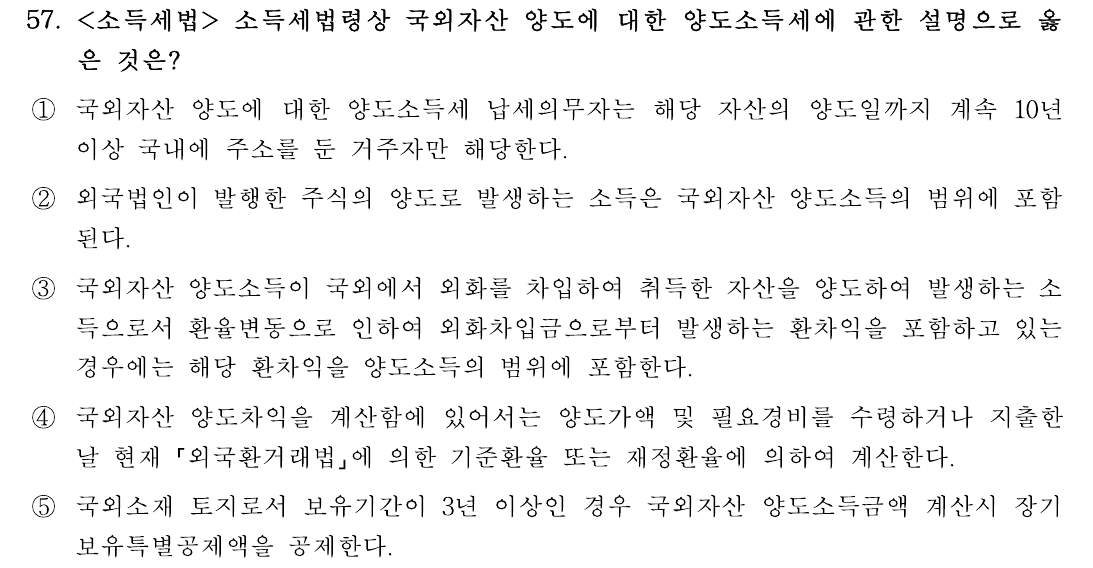 57. <소득세법> 소득세법령상 국외자산 양도에 대한 양도소득세에 관한 설명으로 옳
은 것은?
① 국외자산 양도에 대한 양도소득세 납세의무자는 해당 자산의 양도일까지 계속 10년
이상 국내에 주소를 둔 거주자만 해당한다.
② 외국법인이 발행한 주식의 양도로 발생하는 소득은 국외자산 양도소득의 범위에 포함
된다.
③ 국외자산 양도소득이 국외에서 외화를 차입하여 취득한 자산을 양도하여 발생하는 소
득으로서 환율변동으로 인하여 외화차입금으로부터 발생하는 환차익을 포함하고 있는
경우에는 해당 환차익을 양도소득의 범위에 포함한다.
④ 국외자산 양도차익을 계산함에 있어서는 양도가액 및 필요경비를 수령하거나 지출한
날 현재 「외국환거래법」에 의한 기준환율 또는 재정환율에 의하여 계산한다.
⑤ 국외소재 토지로서 보유기간이 3년 이상인 경우 국외자산 양도소득금액 계산시 장기
보유특별공제액을 공제한다.